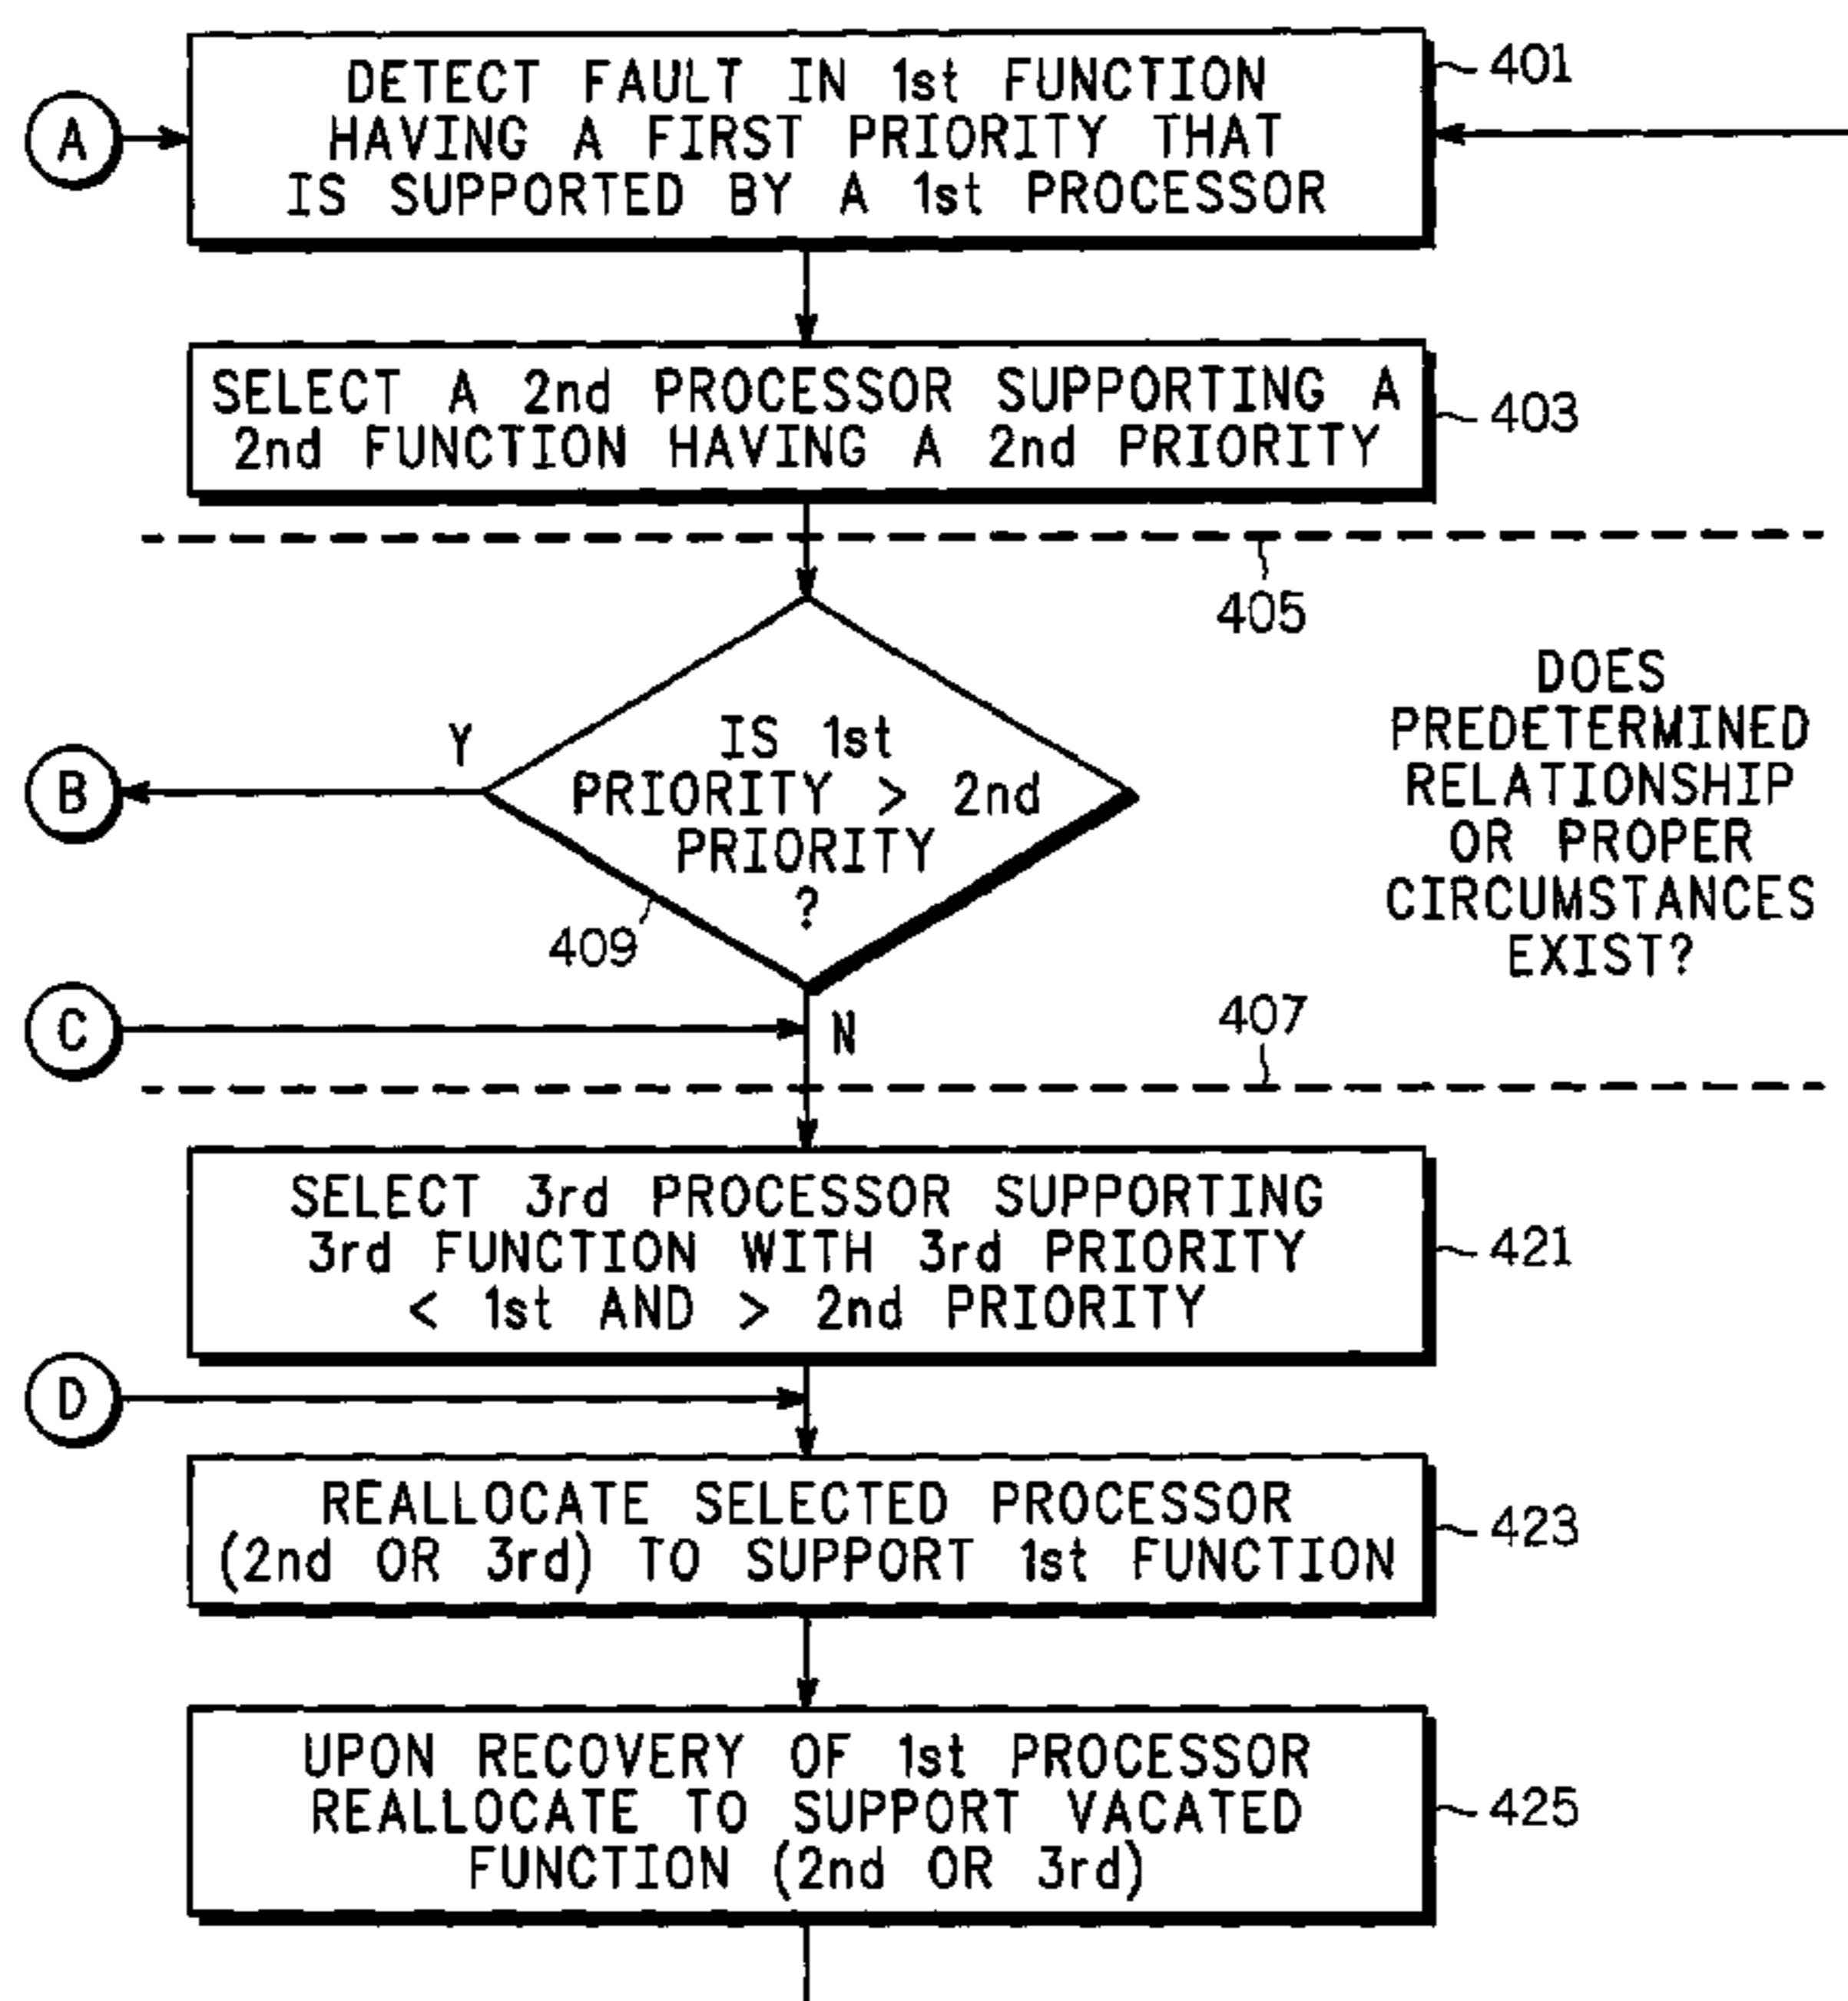 DETECT FAULT IN 1st FUNCTION
HAVING A FIRST PRIORITY THAT
IS SUPPORTED BY A 1st PROCESSOR
401
A
SELECT A 2nd PROCESSOR SUPPORTING A
2nd FUNCTION HAVING A 2nd PRIORITY
403
405
DOES
PREDETERMINED
RELATIONSHIP
OR PROPER
CIRCUMSTANCES
EXIST?
Y
B
IS 1st
PRIORITY > 2nd
PRIORITY
?
409
C
N
407
SELECT 3rd PROCESSOR SUPPORTING
3rd FUNCTION WITH 3rd PRIORITY
< 1st AND > 2nd PRIORITY
421
D
REALLOCATE SELECTED PROCESSOR
(2nd OR 3rd) TO SUPPORT 1st FUNCTION
423
UPON RECOVERY OF 1st PROCESSOR
REALLOCATE TO SUPPORT VACATED
FUNCTION (2nd OR 3rd)
425